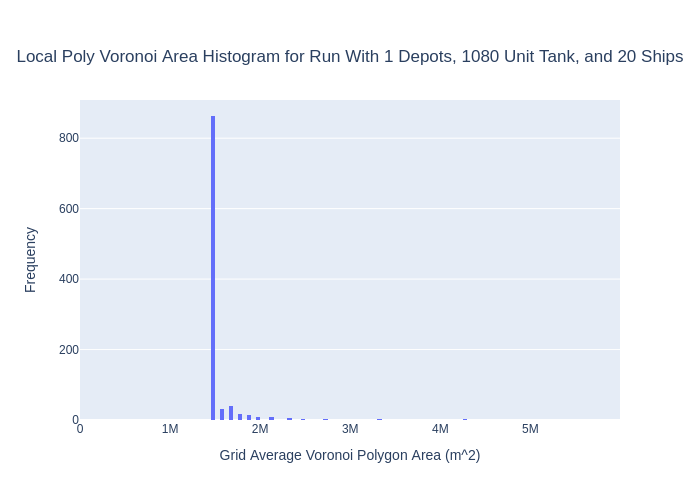 Local Poly Voronoi Area Histogram for Run With 1 Depots, 1080 Unit Tank, and 20 Ships
800
600
400
200
0
Frequency
0 1M 2M 3M 4M 5M
Grid Average Voronoi Polygon Area (m^2)